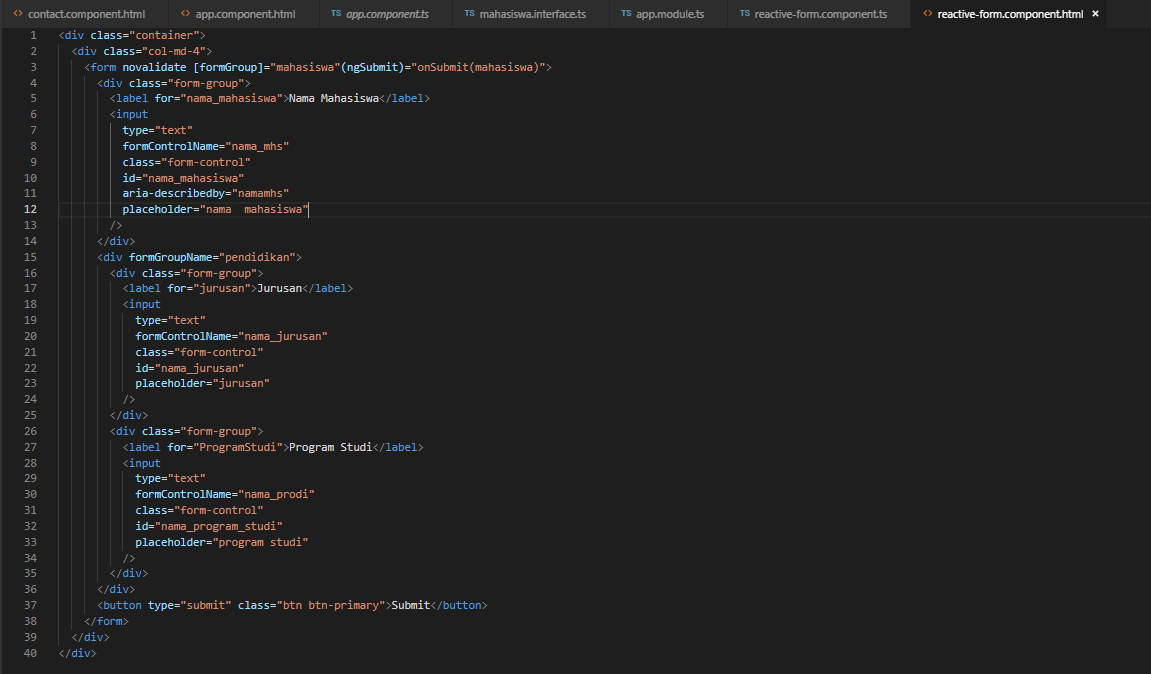 contact.component.html app.component.html app.component.ts mahasiswa.interface.ts app.module.ts reactive-form.component.ts reactive-form.component.html ×
1 <div class="container">
2 <div class="col-md-4">
3 <form novalidate [formGroup]="mahasiswa"(ngSubmit)="onSubmit(mahasiswa)">
4 <div class="form-group">
5 <label for="nama_mahasiswa">Nama Mahasiswa</label>
6 <input
7 type="text"
8 formControlName="nama_mhs"
9 class="form-control"
10 id="nama_mahasiswa"
11 aria-describedby="namamhs"
12 placeholder="nama  mahasiswa"
13 />
14 </div>
15 <div formGroupName="pendidikan">
16 <div class="form-group">
17 <label for="jurusan">Jurusan</label>
18 <input
19 type="text"
20 formControlName="nama_jurusan"
21 class="form-control"
22 id="nama_jurusan"
23 placeholder="jurusan"
24 />
25 </div>
26 <div class="form-group">
27 <label for="ProgramStudi">Program Studi</label>
28 <input
29 type="text"
30 formControlName="nama_prodi"
31 class="form-control"
32 id="nama_program_studi"
33 placeholder="program studi"
34 />
35 </div>
36 </div>
37 <button type="submit" class="btn btn-primary">Submit</button>
38 </form>
39 </div>
40 </div>